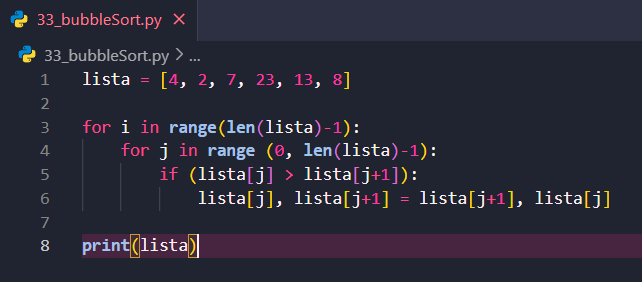 33_bubbleSort.py ×
33_bubbleSort.py > ...
1 lista = [4, 2, 7, 23, 13, 8]
2
3 for i in range(len(lista)-1):
4     for j in range (0, len(lista)-1):
5         if (lista[j] > lista[j+1]):
6             lista[j], lista[j+1] = lista[j+1], lista[j]
7
8 print(lista)